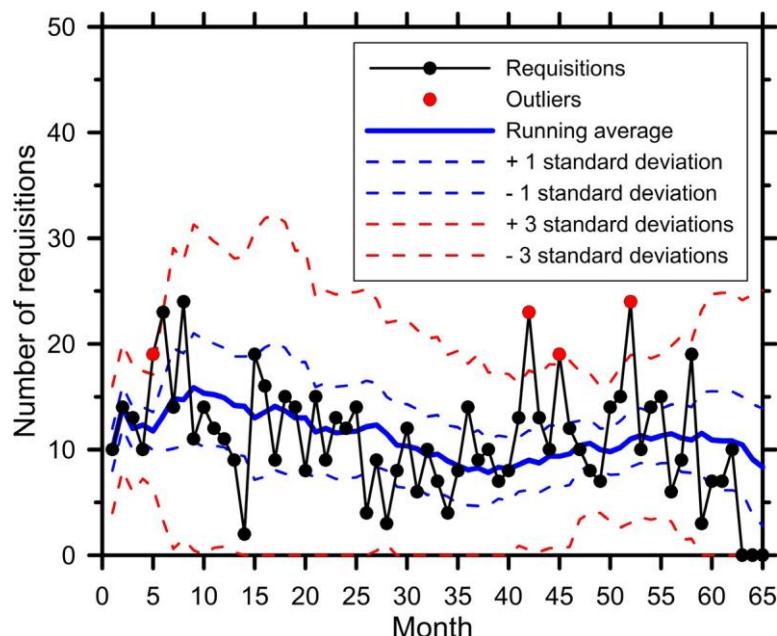 50
40
30
20
10
0
Number of requisitions
Requisitions
Outliers
Running average
+ 1 standard deviation
- 1 standard deviation
+ 3 standard deviations
- 3 standard deviations
0 5 10 15 20 25 30 35 40 45 50 55 60 65
Month